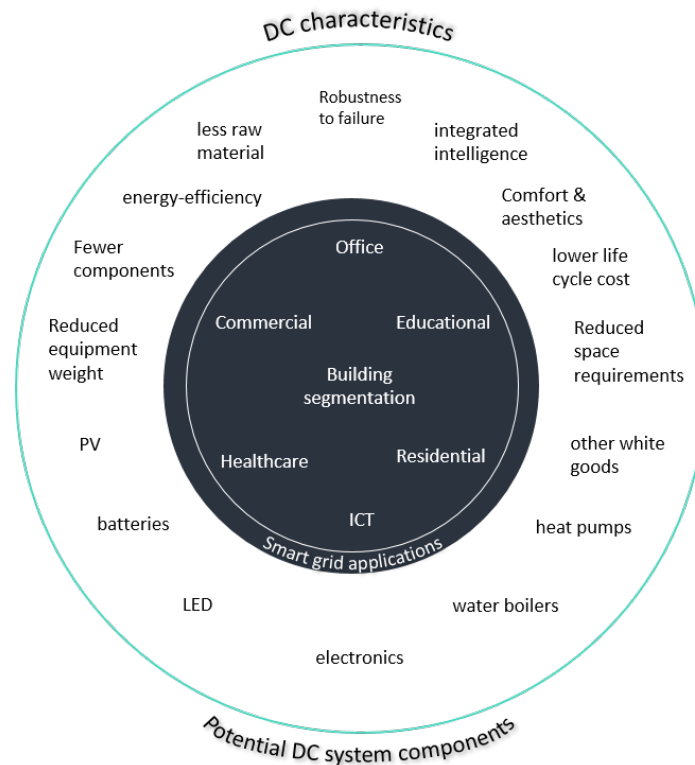 DC characteristics
Robustness
to failure
less raw
material
integrated
intelligence
energy-efficiency
Comfort &
aesthetics
Fewer
components
lower life
cycle cost
Reduced
equipment
weight
Reduced
space
requirements
Office
Commercial
Educational
Building
segmentation
Healthcare
Residential
ICT
Smart grid applications
PV
other white
goods
batteries
heat pumps
LED
water boilers
electronics
Potential DC system components